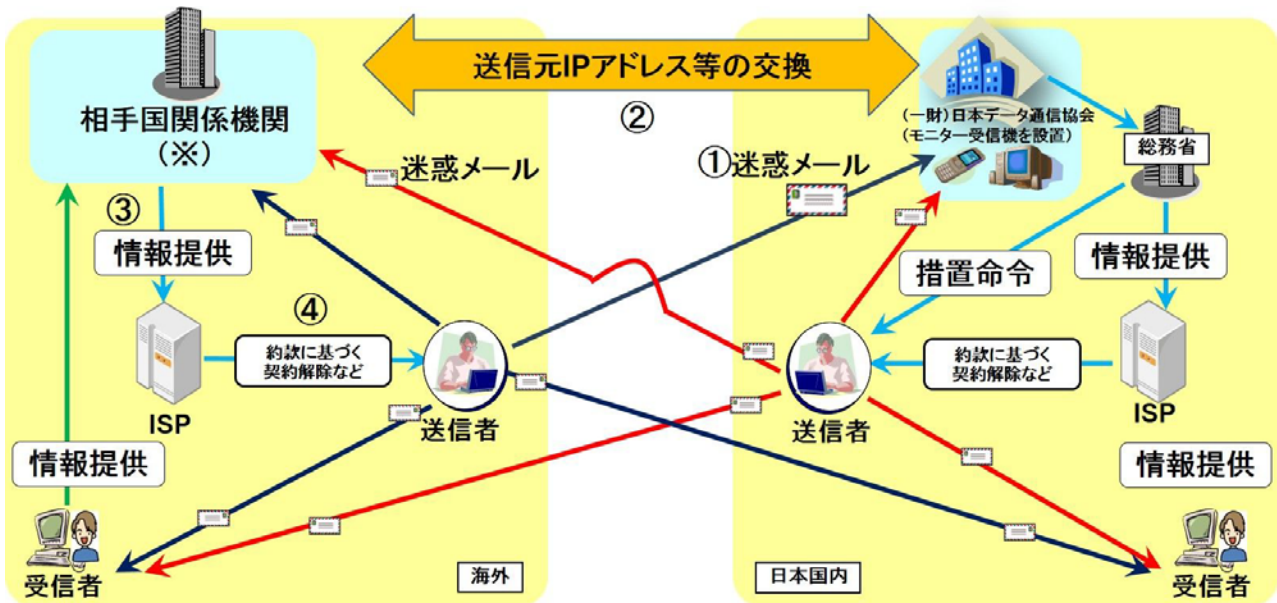 送信元IPアドレス等の交換
②
相手国関係機関
(※)
(一財)日本データ通信協会
(モニター受信機を設置)
総務省
迷惑メール
①迷惑メール
③
情報提供
措置命令
情報提供
④
約款に基づく
契約解除など
約款に基づく
契約解除など
ISP
送信者
送信者
ISP
情報提供
情報提供
受信者
海外
日本国内
受信者